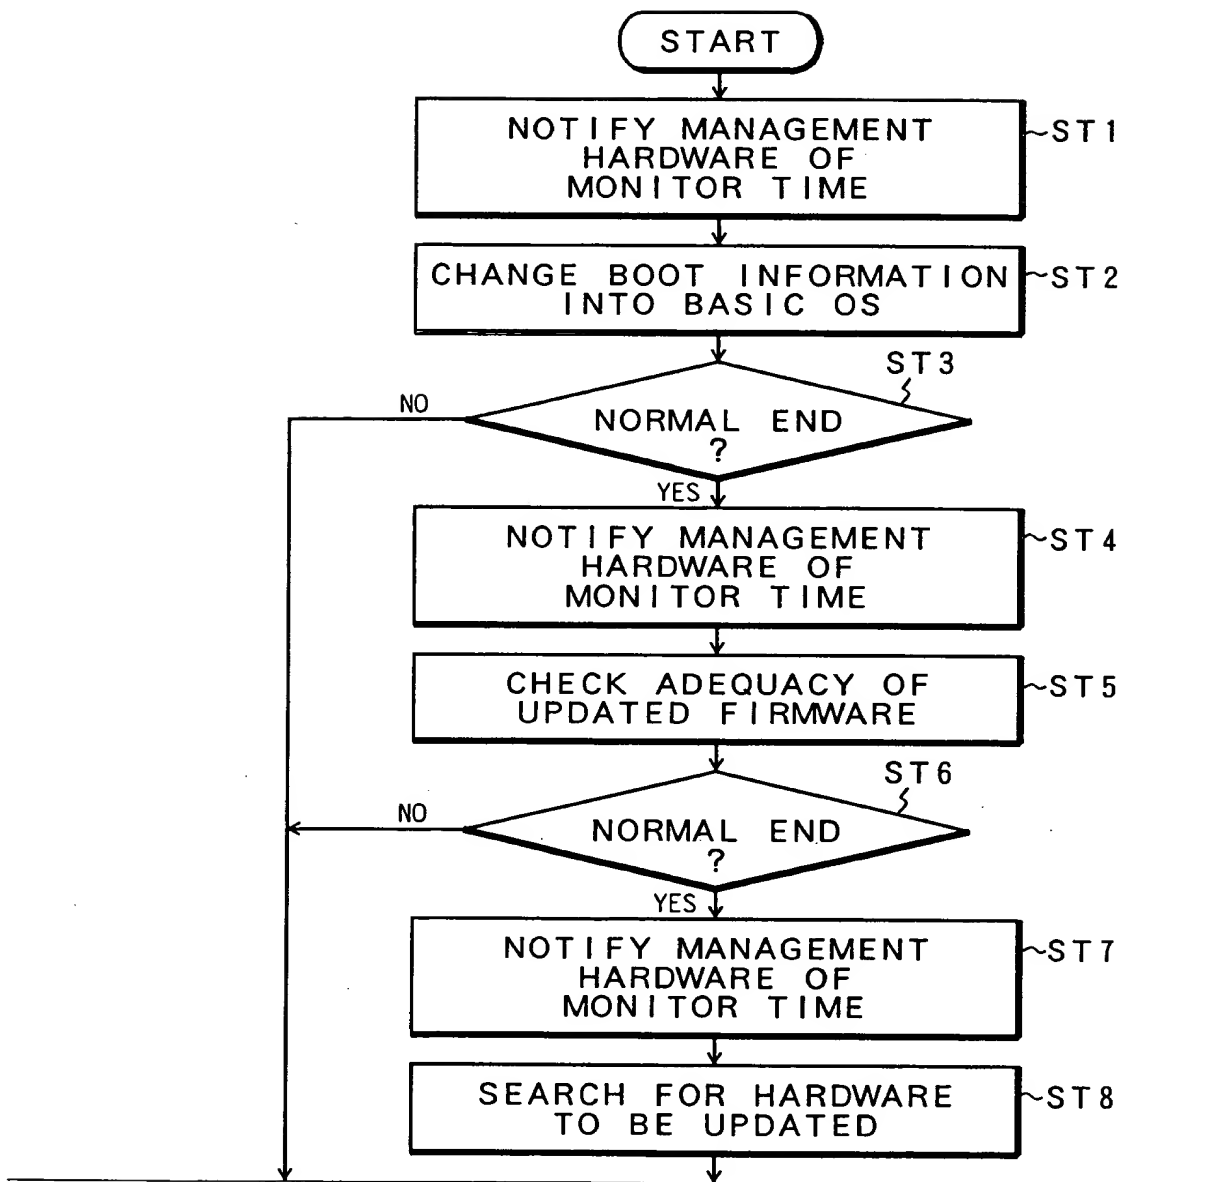 START
NOTIFY MANAGEMENT
HARDWARE OF
MONITOR TIME
ST1
CHANGE BOOT INFORMATION
INTO BASIC OS
ST2
ST3
NO
NORMAL END
?
YES
NOTIFY MANAGEMENT
HARDWARE OF
MONITOR TIME
ST4
CHECK ADEQUACY OF
UPDATED FIRMWARE
ST5
ST6
NO
NORMAL END
?
YES
NOTIFY MANAGEMENT
HARDWARE OF
MONITOR TIME
ST7
SEARCH FOR HARDWARE
TO BE UPDATED
ST8